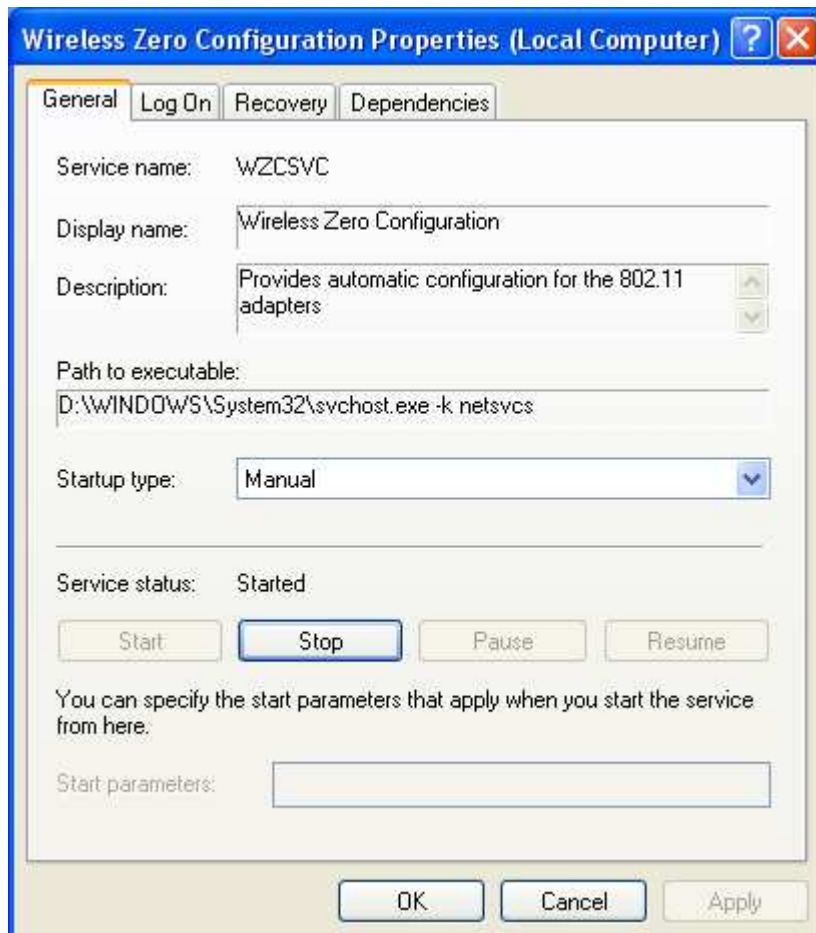 Wireless Zero Configuration Properties (Local Computer) ?
General Log On Recovery Dependencies
Service name: WZCSVC
Display name: Wireless Zero Configuration
Description: Provides automatic configuration for the 802.11
adapters
Path to executable:
D:\WINDOWS\System32\svchost.exe -k netsvcs
Startup type: Manual
Service status: Started
Start Stop Pause Resume
You can specify the start parameters that apply when you start the service
from here.
Start parameters:
OK Cancel Apply